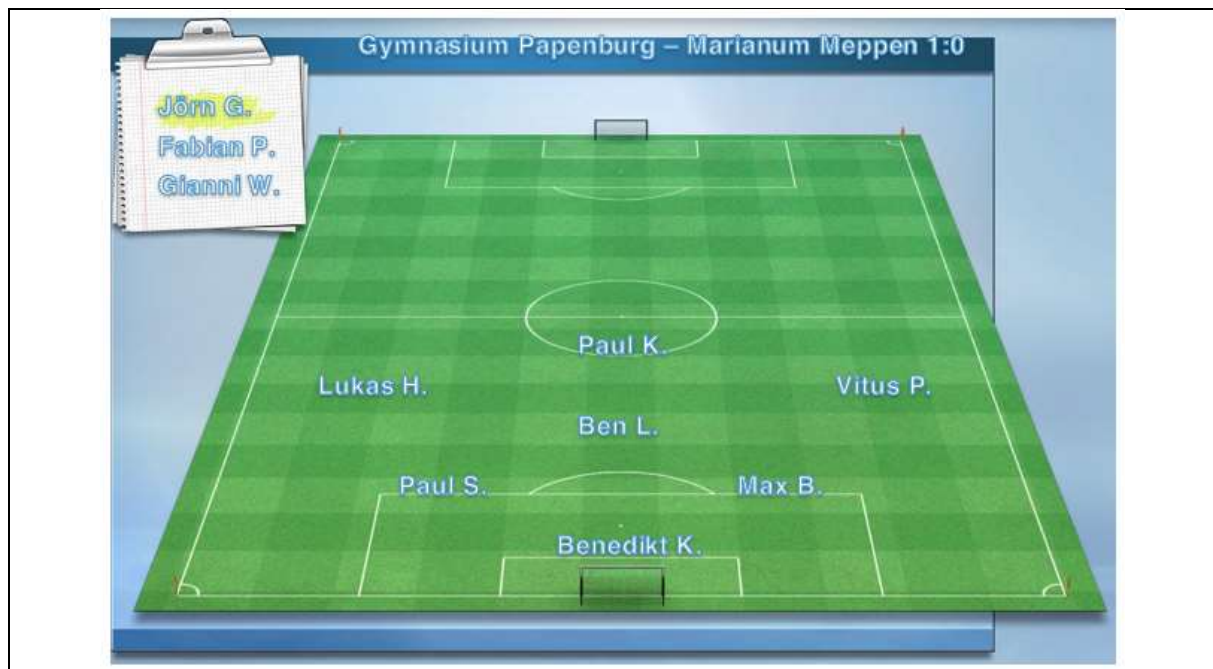 Gymnasium Papenburg – Marianum Meppen 1:0
Jörn G.
Fabian P.
Gianni W.
Paul K.
Lukas H. Vitus P.
Ben L.
Paul S. Max B.
Benedikt K.